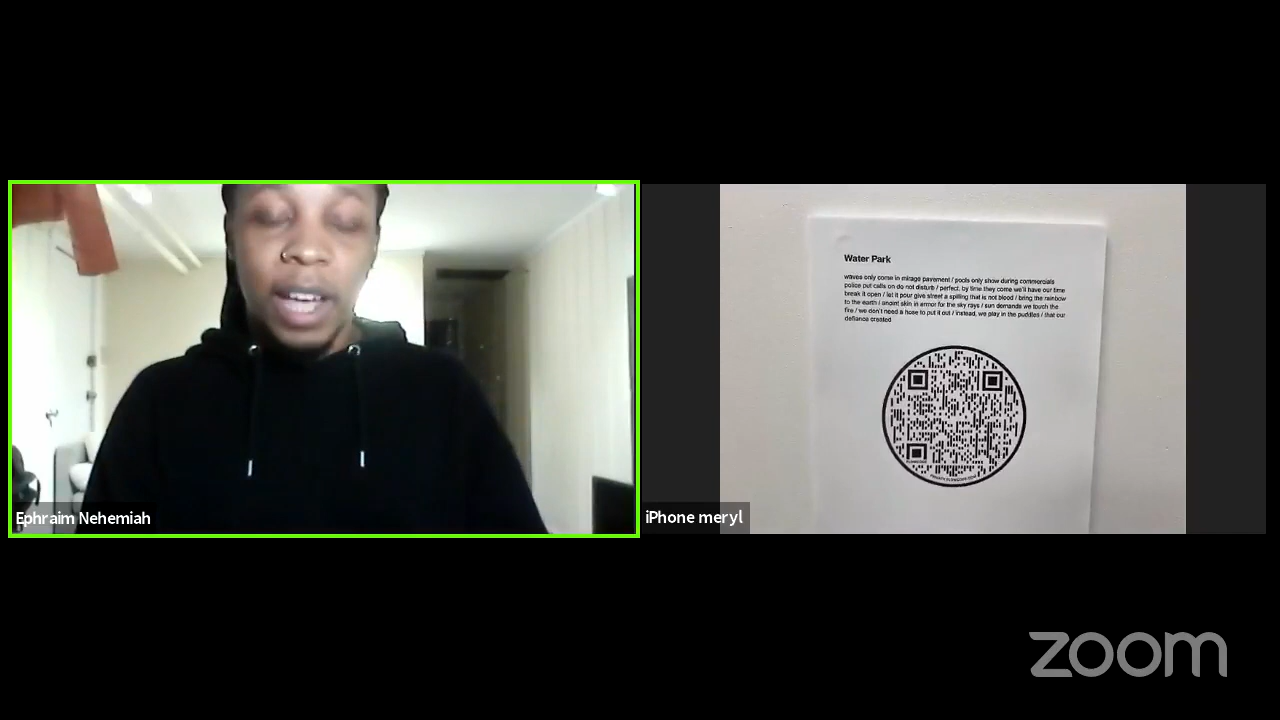 Water Park
waves only come in mirage pavement / pools only show during commercials
police put calls on do not disturb / perfect. by time they come we'll have our time
break it open / let it pour give street a spilling that is not blood / bring the rainbow
to the earth / anoint skin in armor for the sky rays / sun demands we touch the
fire / we don't need a hose to put it out / instead, we play in the puddles / that our
defiance created
Ephraim Nehemiah
iPhone meryl
zoom